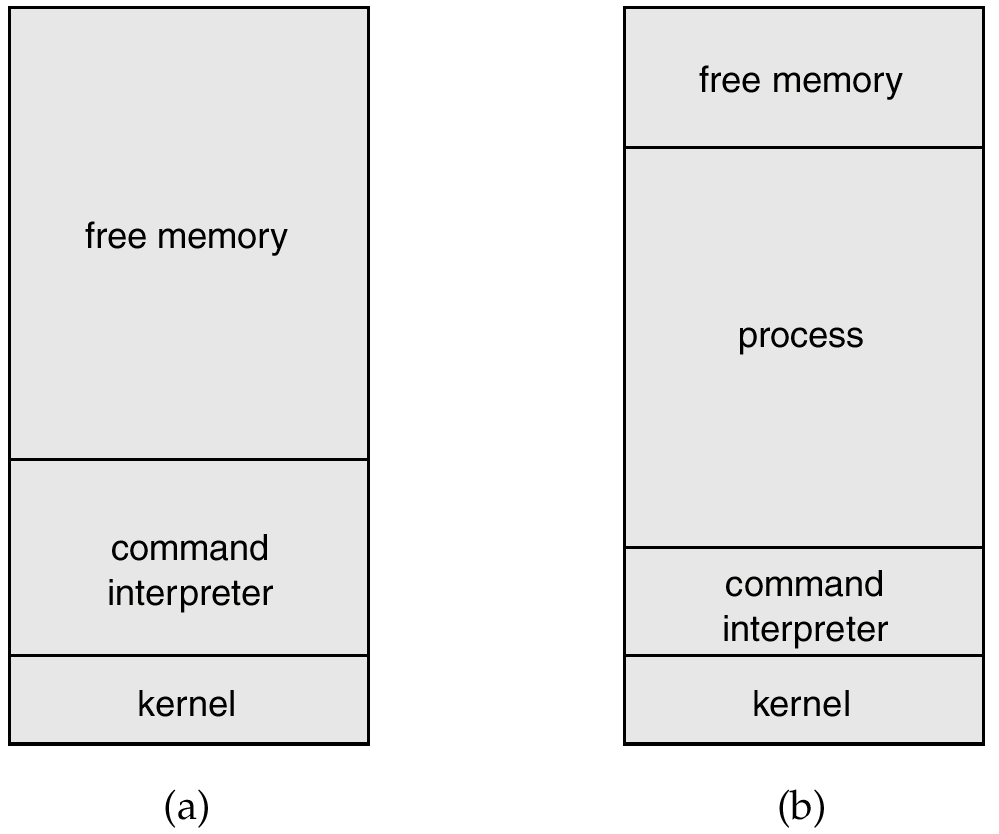 free memory
command
interpreter
kernel
(a)
free memory
process
command
interpreter
kernel
(b)